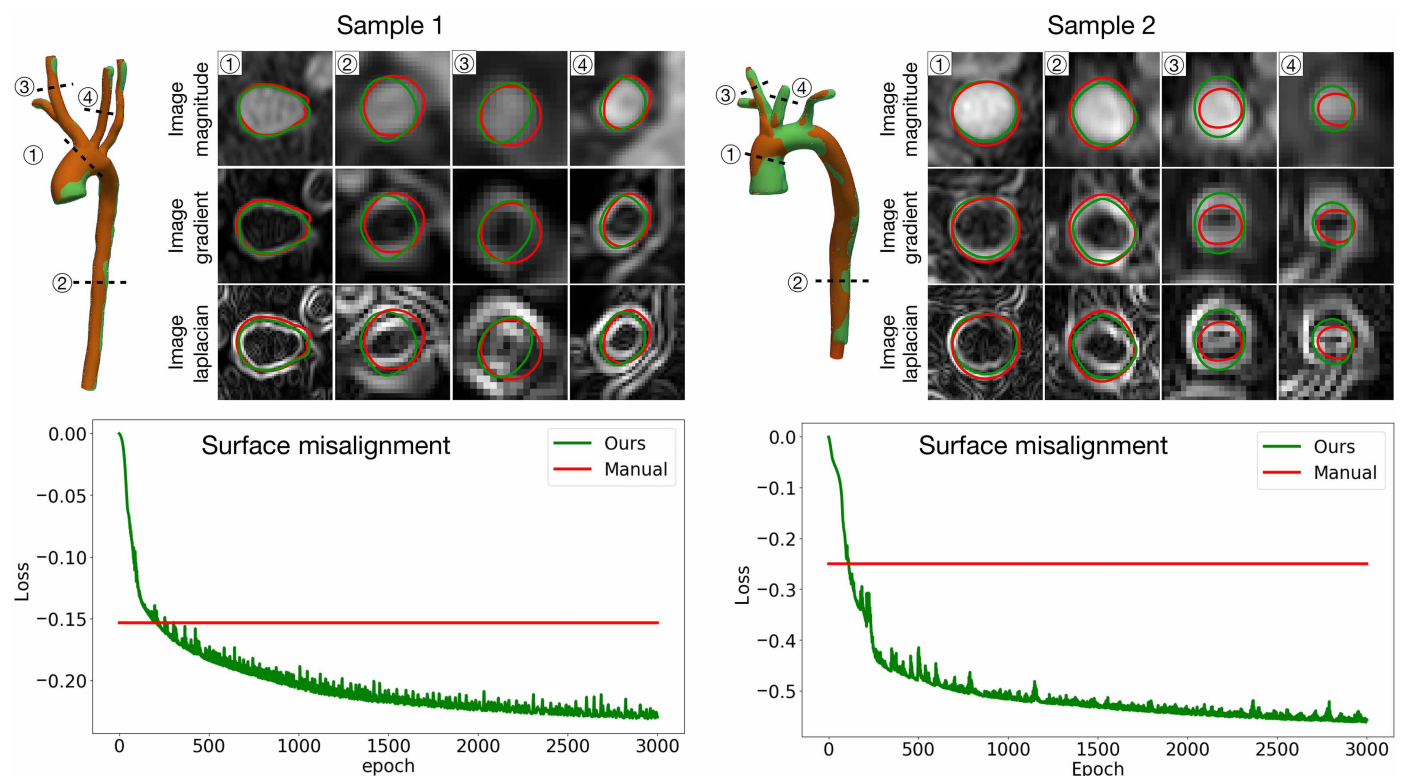 Sample 1
③
④
①
②
① ② ③ ④
Image
magnitude
Image
gradient
Image
laplacian
Sample 2
③
④
①
②
① ② ③ ④
Image
magnitude
Image
gradient
Image
laplacian
Surface misalignment
Ours
Manual
Loss
0.00
−0.05
−0.10
−0.15
−0.20
0 500 1000 1500 2000 2500 3000
epoch
Surface misalignment
Ours
Manual
Loss
0.0
−0.1
−0.2
−0.3
−0.4
−0.5
0 500 1000 1500 2000 2500 3000
Epoch